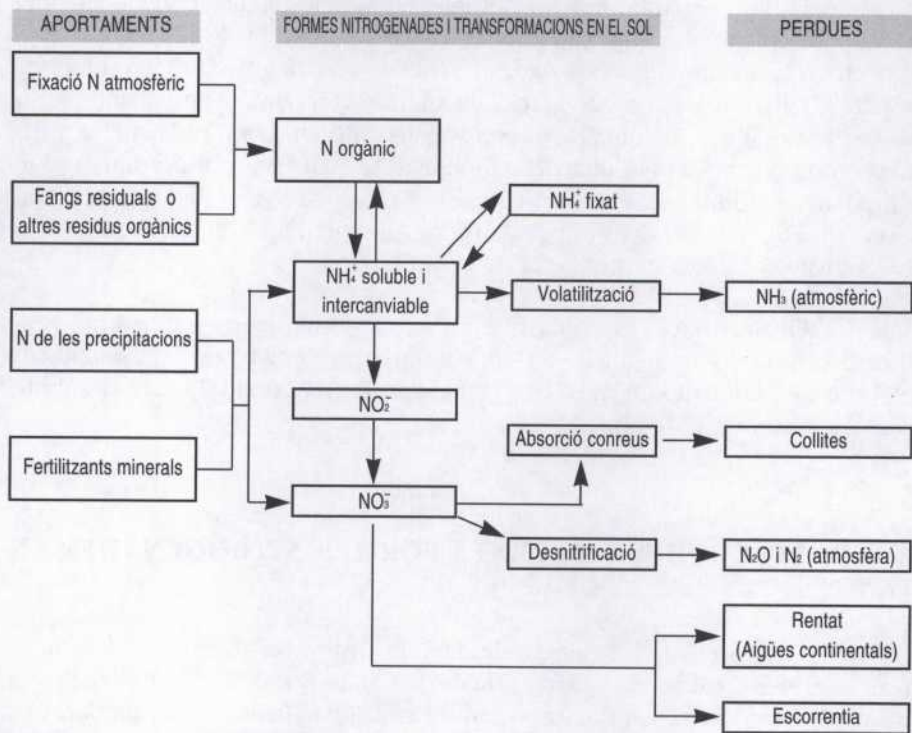 APORTAMENTS
FORMES NITROGENADES I TRANSFORMACIONS EN EL SOL
PERDUES
Fixació N atmosfèric
N orgànic
Fangs residuals o
altres residus orgànics
NH₄⁺ fixat
NH₄⁺ soluble i
intercanviable
Volatilització
NH₃ (atmosfèric)
N de les precipitacions
NO₂⁻
Absorció conreus
Collites
Fertilitzants minerals
NO₃⁻
Desnitrificació
N₂O i N₂ (atmosfèra)
Rentat
(Aigües continentals)
Escorrentia